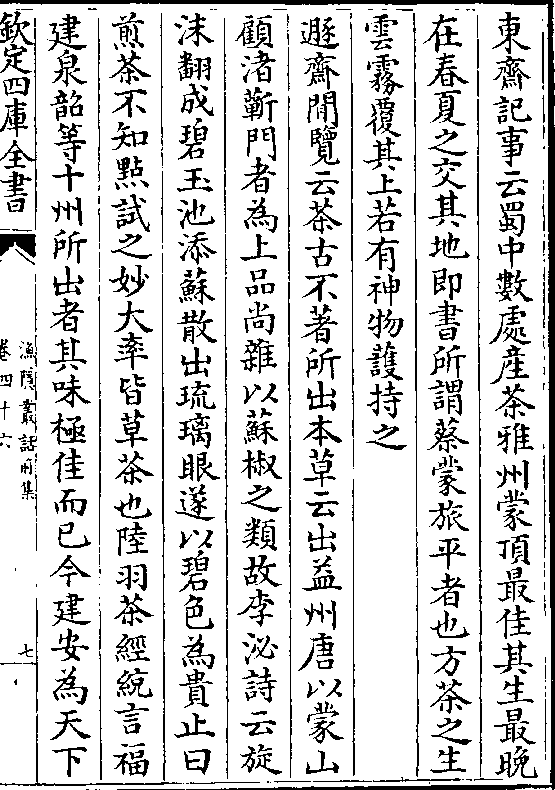 東齋記事云蜀中數處産茶雅州蒙頂最佳其生最晚
在春夏之交其地即書所謂蔡蒙旅平者也方茶之生
雲霧覆其上若有神物護持之
遯齋閒覽云茶古不著所出本草云出益州唐以蒙山
顧渚蘄門者為上品尚雜以蘇椒之類故李泌詩云旋
沫翻成碧玉池添蘇散出琉璃眼遂以碧色為貴止曰
煎茶不知點試之妙大率皆草茶也陸羽茶經統言福
建泉韶等十州所出者其味極佳而已今建安為天下
欽定四庫全書
漁隠叢話前集
卷四十六
七